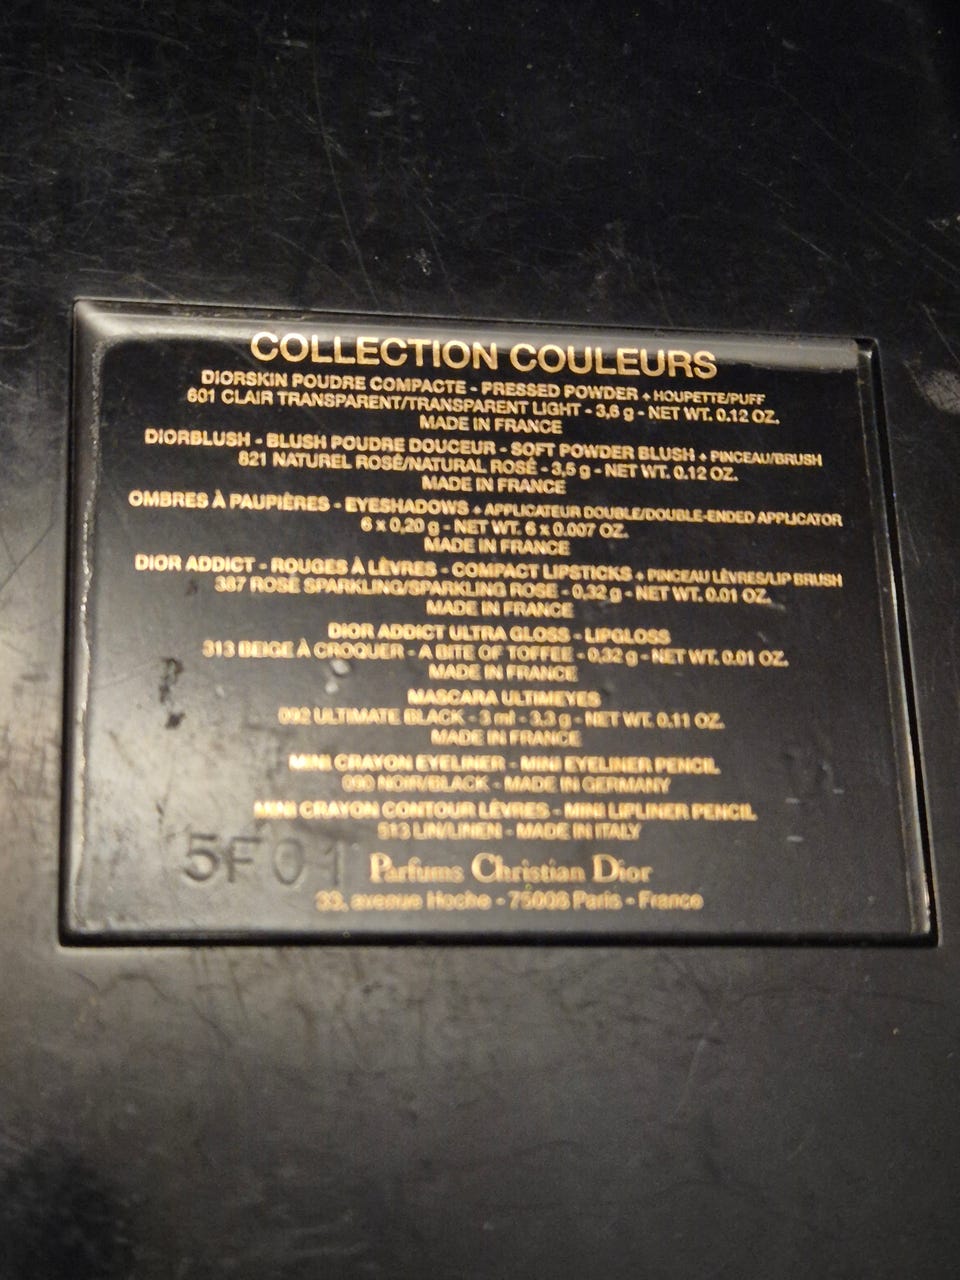 COLLECTION COULEURS
DIORSKIN POUDRE COMPACTE - PRESSED POWDER + HOUPETTE/PUFF
601 CLAIR TRANSPARENT/TRANSPARENT LIGHT - 3,6 g - NET WT. 0.12 OZ.
MADE IN FRANCE
DIORBLUSH - BLUSH POUDRE DOUCEUR - SOFT POWDER BLUSH + PINCEAU/BRUSH
821 NATUREL ROSÉ/NATURAL ROSÉ - 3,5 g - NET WT. 0.12 OZ.
MADE IN FRANCE
OMBRES À PAUPIÈRES - EYESHADOWS + APPLICATEUR DOUBLE/DOUBLE-ENDED APPLICATOR
6 x 0,20 g - NET WT. 6 x 0.007 OZ.
MADE IN FRANCE
DIOR ADDICT - ROUGES À LÈVRES - COMPACT LIPSTICKS + PINCEAU LÈVRES/LIP BRUSH
387 ROSE SPARKLING/SPARKLING ROSE - 0,32 g - NET WT. 0.01 OZ.
MADE IN FRANCE
DIOR ADDICT ULTRA GLOSS - LIPGLOSS
313 BEIGE À CROQUER - A BITE OF TOFFEE - 0,32 g - NET WT. 0.01 OZ.
MADE IN FRANCE
MASCARA ULTIMEYES
092 ULTIMATE BLACK - 3 ml - 3.3 g - NET WT. 0.11 OZ.
MADE IN FRANCE
MINI CRAYON EYELINER - MINI EYELINER PENCIL
090 NOIR/BLACK - MADE IN GERMANY
MINI CRAYON CONTOUR LÈVRES - MINI LIPLINER PENCIL
513 LIN/LINEN - MADE IN ITALY
5F01 Parfums Christian Dior
33, avenue Hoche - 75008 Paris - France